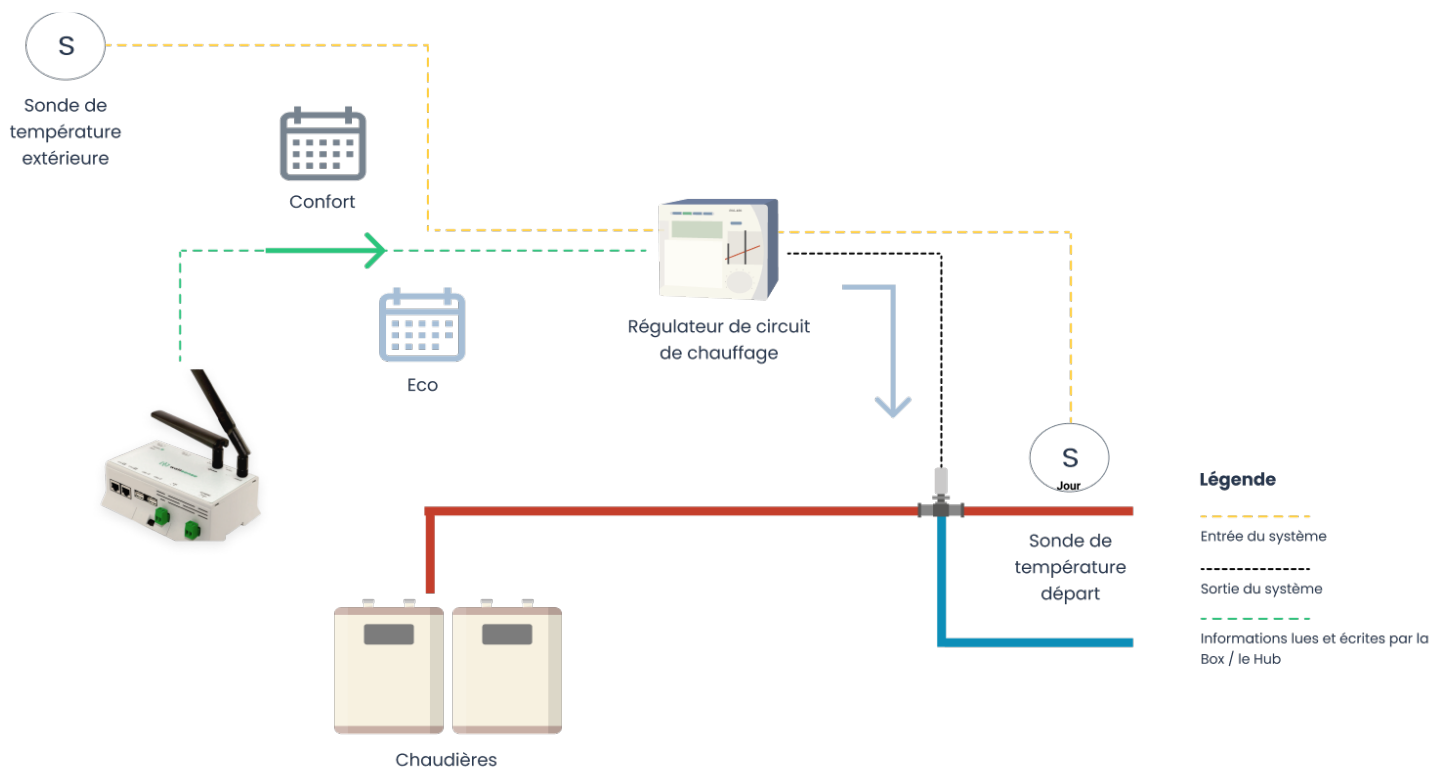 S
Sonde de
température
extérieure
Confort
Eco
Régulateur de circuit
de chauffage
S
Jour
Sonde de
température
départ
Chaudières
Légende
Entrée du système
Sortie du système
Informations lues et écrites par la
Box / le Hub